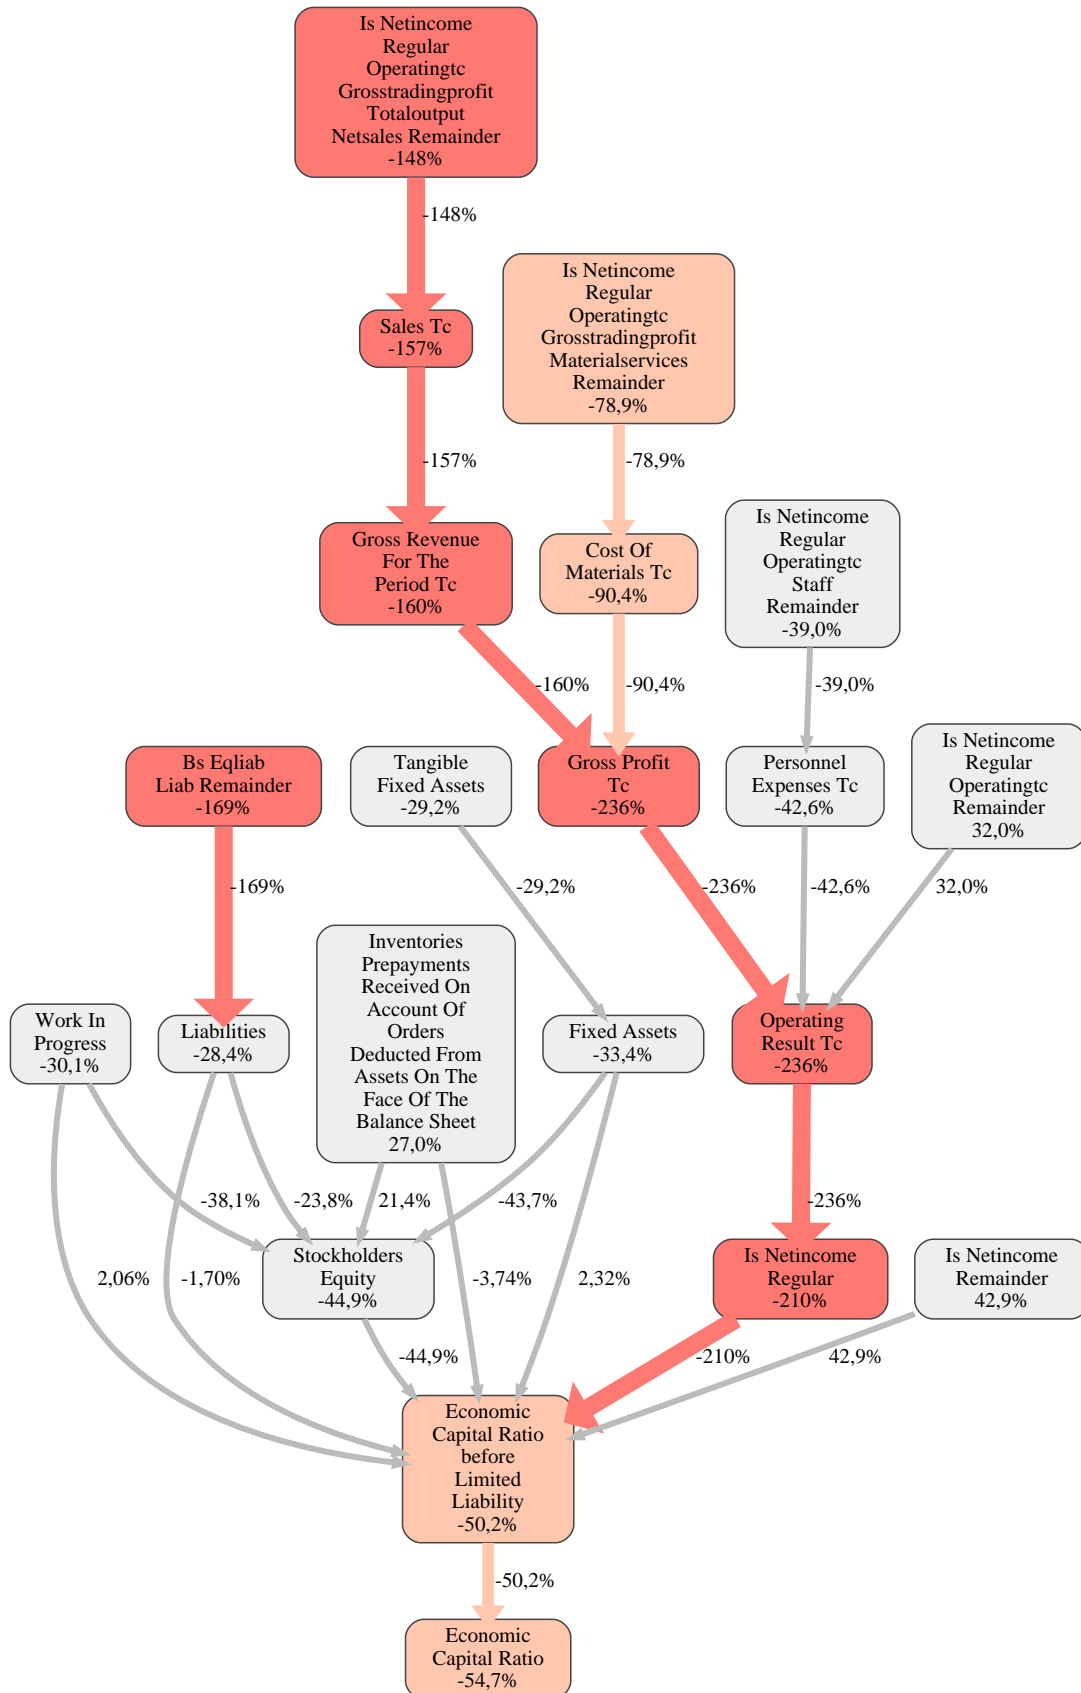 Is Netincome
Regular
Operatingtc
Grosstradingprofit
Totaloutput
Netsales Remainder
-148%
-148%
Is Netincome
Regular
Operatingtc
Grosstradingprofit
Materialservices
Remainder
-78,9%
Sales Tc
-157%
-157%
-78,9%
Is Netincome
Regular
Operatingtc
Staff
Remainder
-39,0%
Gross Revenue
For The
Period Tc
-160%
Cost Of
Materials Tc
-90,4%
-160%
-90,4%
-39,0%
Is Netincome
Regular
Operatingtc
Remainder
32,0%
Bs Eqliab
Liab Remainder
-169%
Tangible
Fixed Assets
-29,2%
Gross Profit
Tc
-236%
Personnel
Expenses Tc
-42,6%
-169%
-29,2%
-236%
-42,6%
32,0%
Inventories
Prepayments
Received On
Account Of
Orders
Deducted From
Assets On The
Face Of The
Balance Sheet
27,0%
Work In
Progress
-30,1%
Liabilities
-28,4%
Fixed Assets
-33,4%
Operating
Result Tc
-236%
-38,1%
-23,8%
21,4%
-43,7%
-236%
2,06%
-1,70%
Stockholders
Equity
-44,9%
-3,74%
2,32%
Is Netincome
Regular
-210%
Is Netincome
Remainder
42,9%
-44,9%
-210%
42,9%
Economic
Capital Ratio
before
Limited
Liability
-50,2%
-50,2%
Economic
Capital Ratio
-54,7%